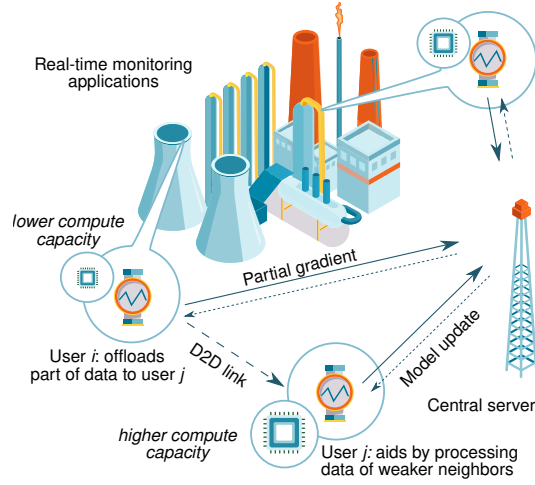 Real-time monitoring
applications
lower compute
capacity
Partial gradient
User i: offloads
part of data to user j
D2D link
Model update
Central server
higher compute
capacity
User j: aids by processing
data of weaker neighbors